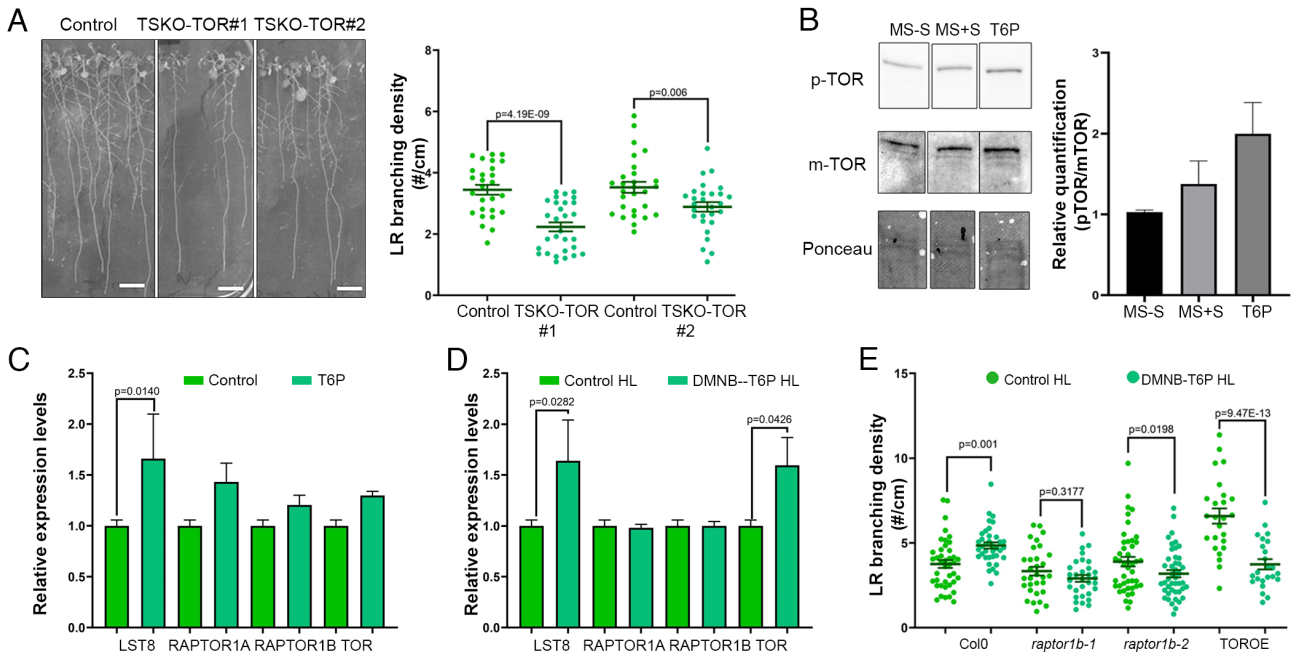 A
Control TSKO-TOR#1 TSKO-TOR#2
LR branching density
(#/cm)
8
6
4
2
0
p=4.19E-09
p=0.006
Control TSKO-TOR Control TSKO-TOR
#1 #2
B
MS-S MS+S T6P
p-TOR
m-TOR
Ponceau
Relative quantification
(pTOR/mTOR)
3
2
1
0
MS-S MS+S T6P
C
Relative expression levels
2.5
2.0
1.5
1.0
0.5
0.0
Control T6P
p=0.0140
LST8 RAPTOR1A RAPTOR1B TOR
D
Relative expression levels
2.5
2.0
1.5
1.0
0.5
0.0
Control HL DMNB--T6P HL
p=0.0282
p=0.0426
LST8 RAPTOR1A RAPTOR1B TOR
E
LR branching density
(#/cm)
15
10
5
0
Control HL DMNB-T6P HL
p=0.001
p=0.3177
p=0.0198
p=9.47E-13
Col0 raptor1b-1 raptor1b-2 TOROE